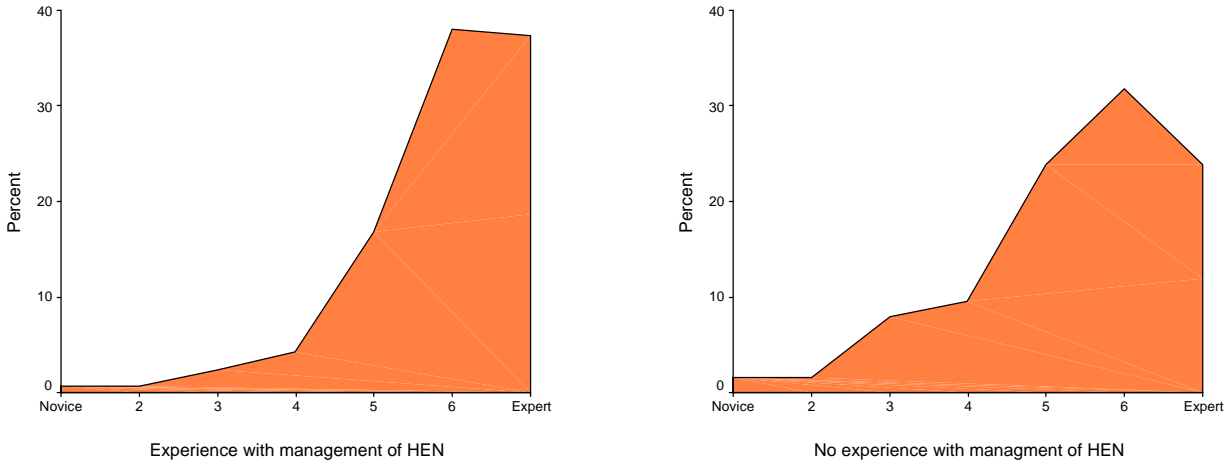 40
30
20
10
0
Percent
Novice 2 3 4 5 6 Expert
Experience with management of HEN
40
30
20
10
0
Percent
Novice 2 3 4 5 6 Expert
No experience with managment of HEN